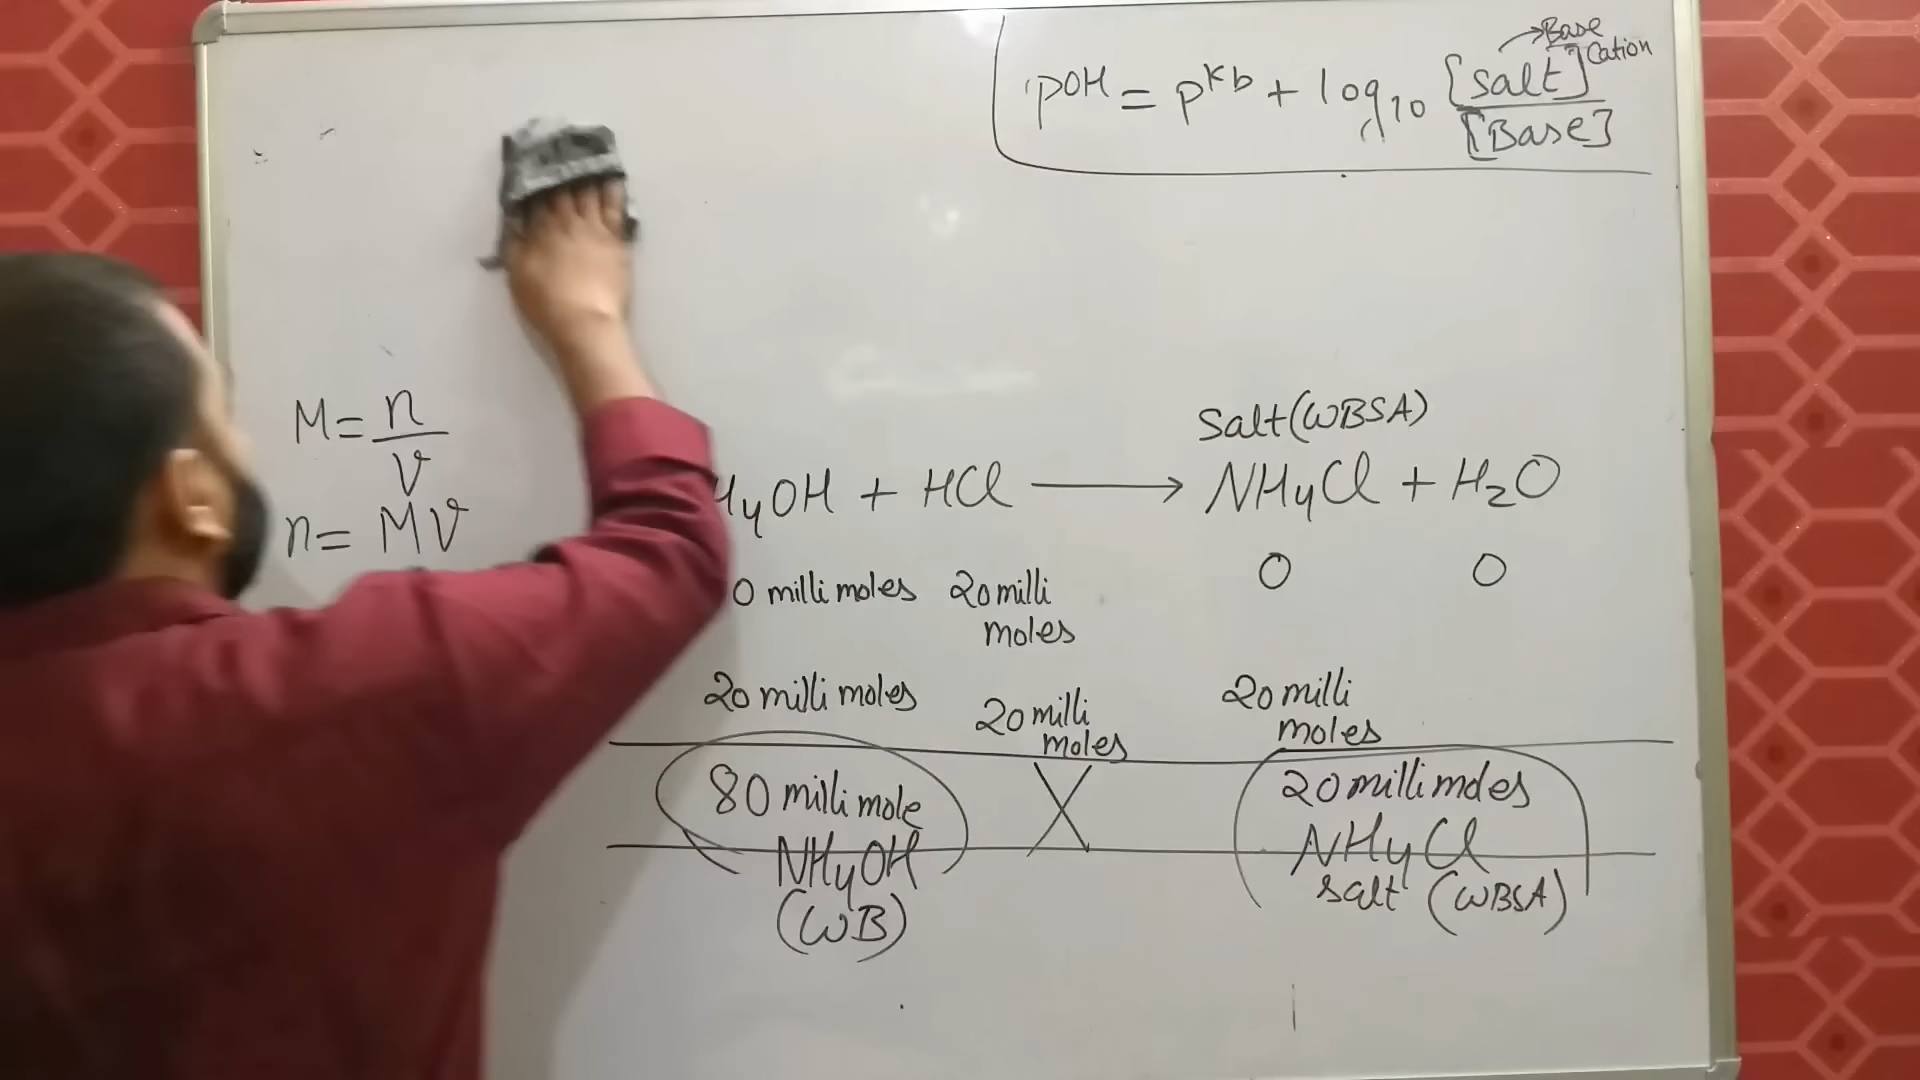 Base
Cation
pOH = pKb + log10 [Salt]/[Base]
M = n/V
n = MV
Salt (WBSA)
H4OH + HCl ⟶ NH4Cl + H2O
0 milli moles 20 milli moles 0 0
20 milli moles 20 milli moles 20 milli moles
80 milli mole X 20 milli moles
NH4OH NH4Cl
(WB) Salt (WBSA)